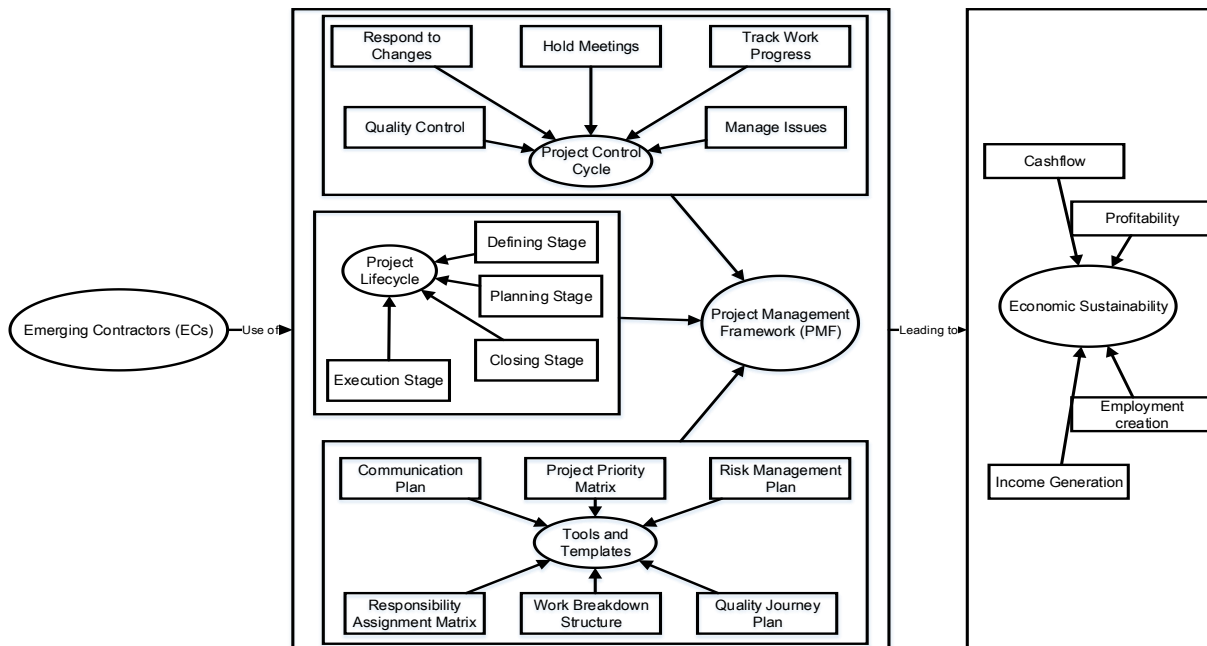 Respond to
Changes
Hold Meetings
Track Work
Progress
Quality Control
Manage Issues
Project Control
Cycle
Project
Lifecycle
Defining Stage
Planning Stage
Closing Stage
Execution Stage
Emerging Contractors (ECs)
Use of
Project Management
Framework (PMF)
Leading to
Communication
Plan
Project Priority
Matrix
Risk Management
Plan
Tools and
Templates
Responsibility
Assignment Matrix
Work Breakdown
Structure
Quality Journey
Plan
Cashflow
Profitability
Economic Sustainability
Employment
creation
Income Generation